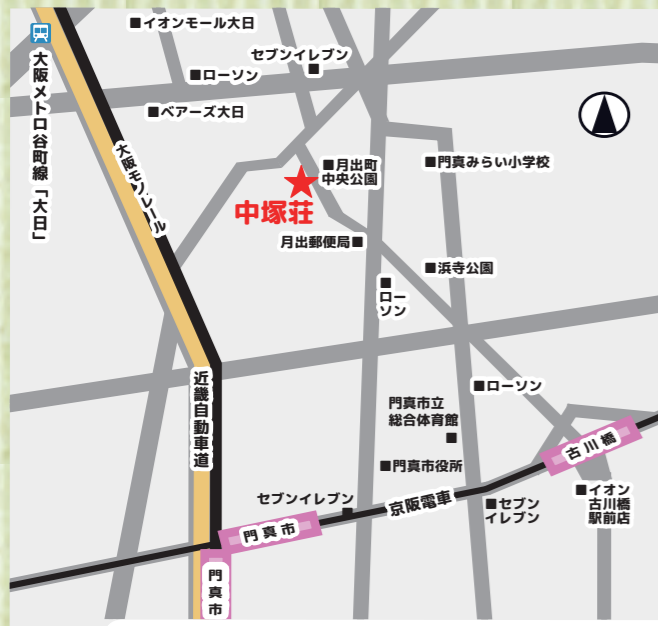 ■イオンモール大日
セブンイレブン
■
■ローソン
■ベアーズ大日
大阪メトロ谷町線「大日」
大阪モノレール
■月出町
中央公園
■門真みらい小学校
中塚荘
月出郵便局■
■浜寺公園
■
ロー
ソン
近畿自動車道
■ローソン
門真市立
総合体育館
■
古川橋
■門真市役所
セブンイレブン
■
京阪電車
■セブン
イレブン
■イオン
古川橋
駅前店
門真市
門真市